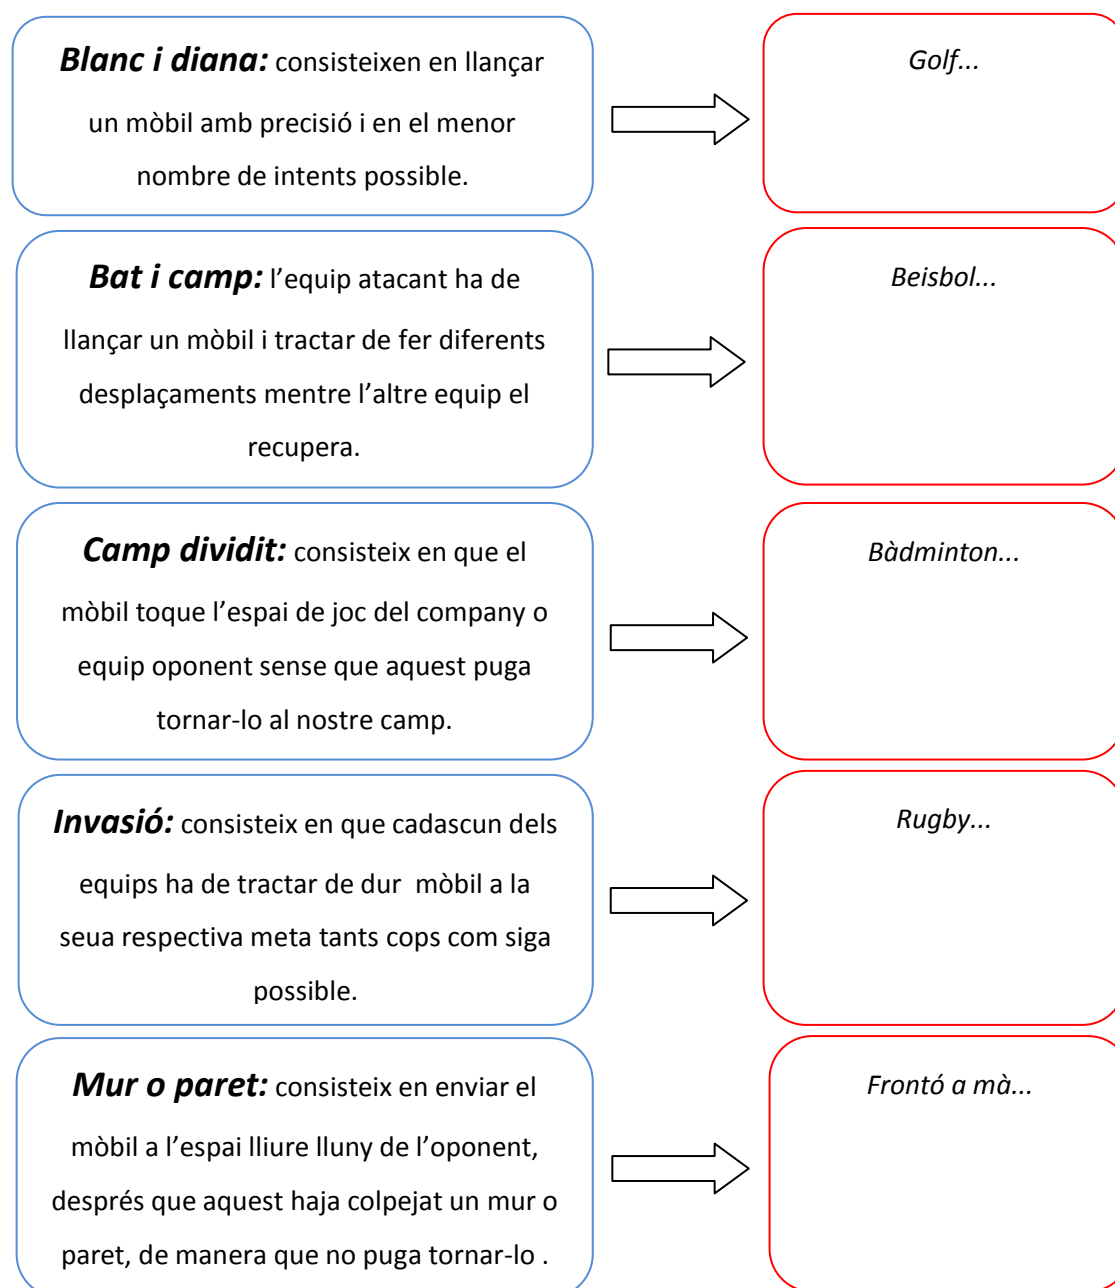 Blanc i diana: consisteixen en llançar
un mòbil amb precisió i en el menor
nombre de intents possible.
Golf...
Bat i camp: l’equip atacant ha de
llançar un mòbil i tractar de fer diferents
desplaçaments mentre l’altre equip el
recupera.
Beisbol...
Camp dividit: consisteix en que el
mòbil toque l’espai de joc del company o
equip oponent sense que aquest puga
tornar-lo al nostre camp.
Bàdminton...
Invasió: consisteix en que cadascun dels
equips ha de tractar de dur  mòbil a la
seua respectiva meta tants cops com siga
possible.
Rugby...
Mur o paret: consisteix en enviar el
mòbil a l’espai lliure lluny de l’oponent,
després que aquest haja colpejat un mur o
paret, de manera que no puga tornar-lo .
Frontó a mà...